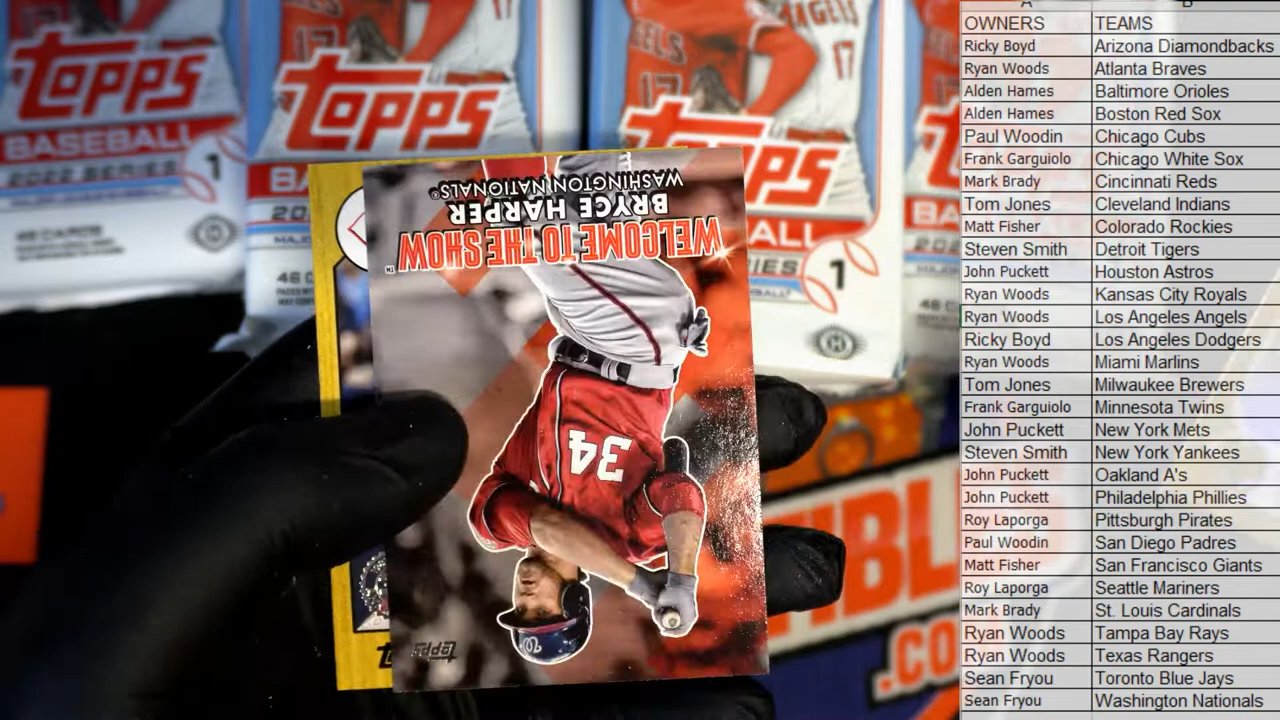 TOPPS
BASEBALL
2022 SERIES 1
TOPPS
17
ANGELS
17
WASHINGTON NATIONALS®
BRYCE HARPER
WELCOME TO THE SHOW™
34
W
TOPPS
.CO
OWNERS TEAMS
Ricky Boyd Arizona Diamondbacks
Ryan Woods Atlanta Braves
Alden Hames Baltimore Orioles
Alden Hames Boston Red Sox
Paul Woodin Chicago Cubs
Frank Garguiolo Chicago White Sox
Mark Brady Cincinnati Reds
Tom Jones Cleveland Indians
Matt Fisher Colorado Rockies
Steven Smith Detroit Tigers
John Puckett Houston Astros
Ryan Woods Kansas City Royals
Ryan Woods Los Angeles Angels
Ricky Boyd Los Angeles Dodgers
Ryan Woods Miami Marlins
Tom Jones Milwaukee Brewers
Frank Garguiolo Minnesota Twins
John Puckett New York Mets
Steven Smith New York Yankees
John Puckett Oakland A's
John Puckett Philadelphia Phillies
Roy Laporga Pittsburgh Pirates
Paul Woodin San Diego Padres
Matt Fisher San Francisco Giants
Roy Laporga Seattle Mariners
Mark Brady St. Louis Cardinals
Ryan Woods Tampa Bay Rays
Ryan Woods Texas Rangers
Sean Fryou Toronto Blue Jays
Sean Fryou Washington Nationals